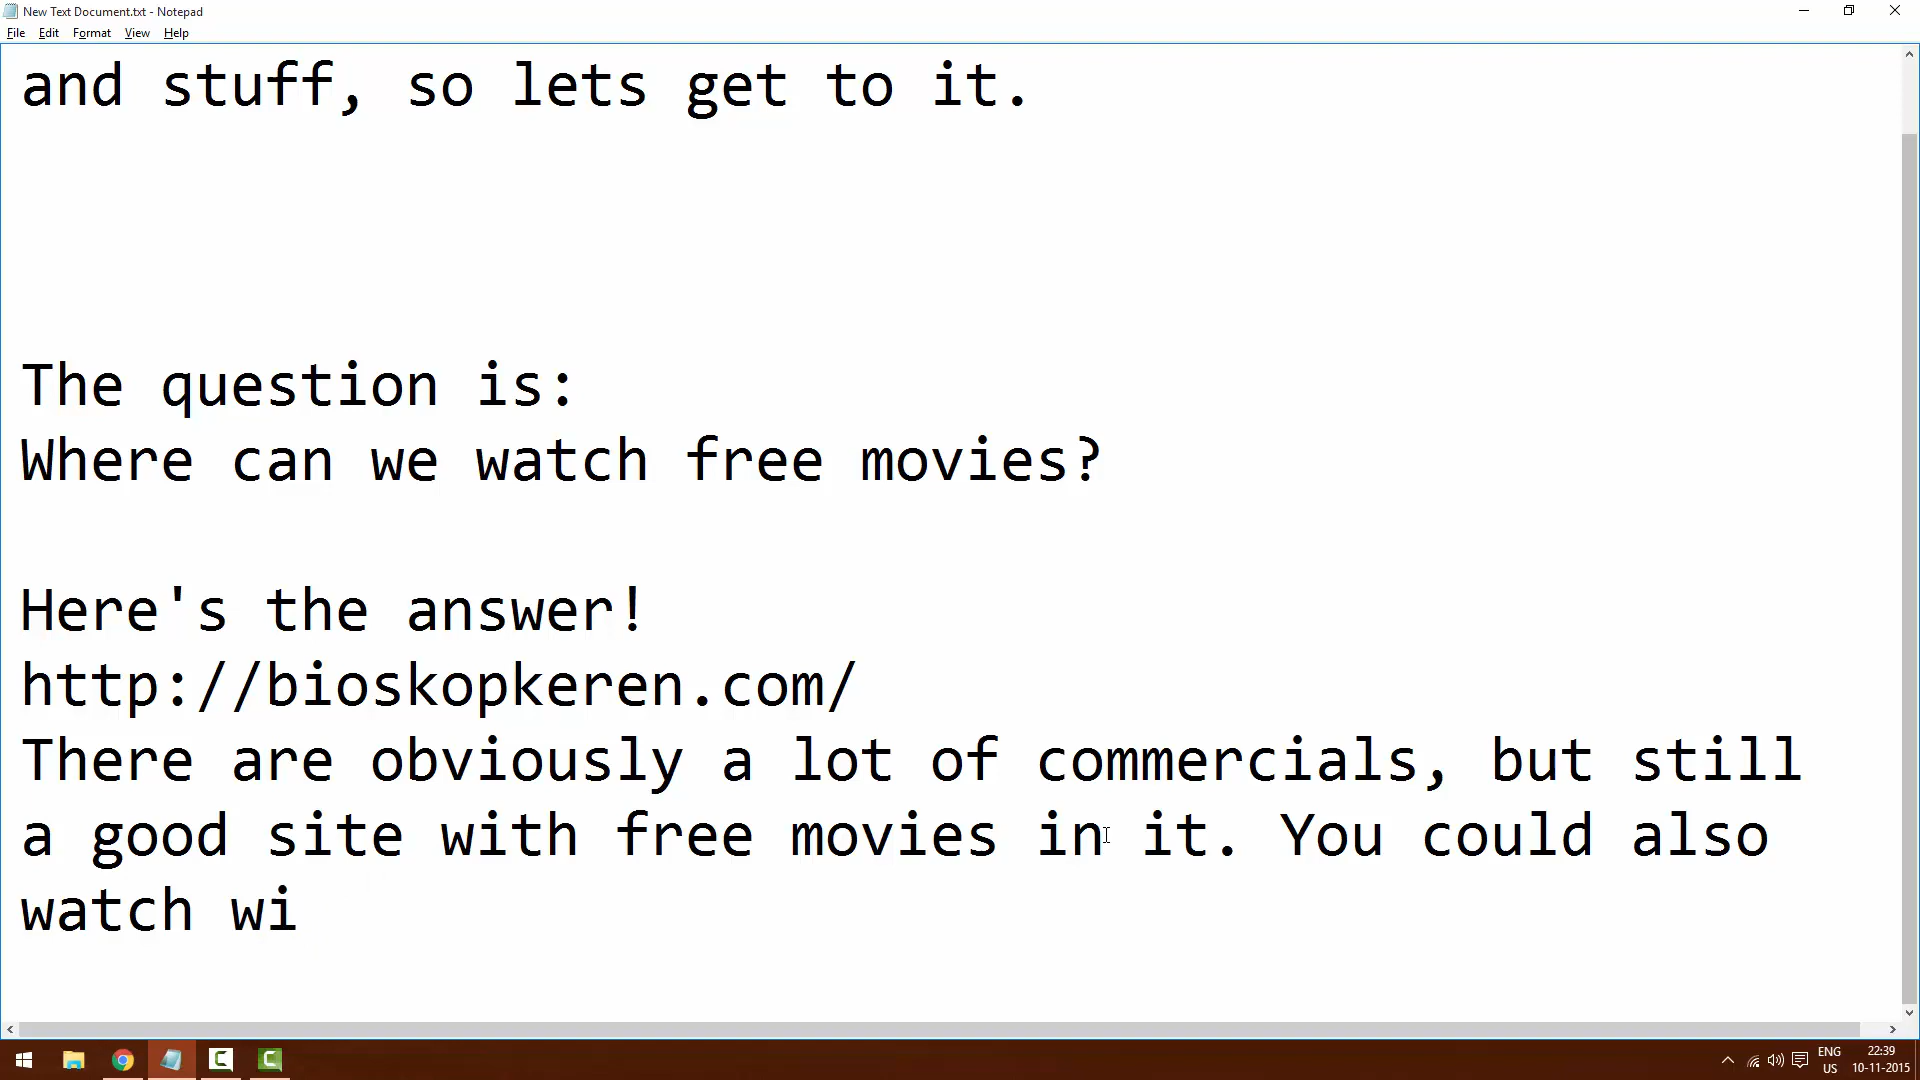 New Text Document.txt - Notepad
File Edit Format View Help
and stuff, so lets get to it.
The question is:
Where can we watch free movies?
Here's the answer!
http://bioskopkeren.com/
There are obviously a lot of commercials, but still
a good site with free movies in it. You could also
watch wi
ENG
US
22:39
10-11-2015